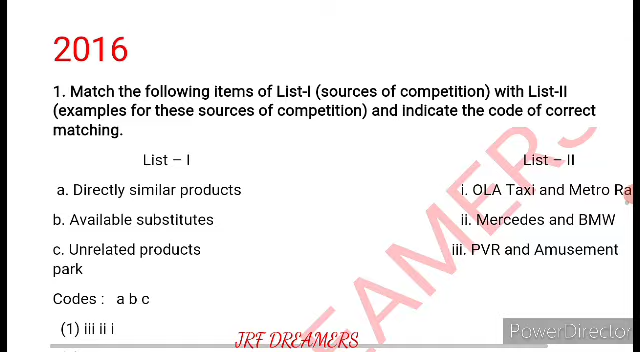 2016
1. Match the following items of List-I (sources of competition) with List-II
(examples for these sources of competition) and indicate the code of correct
matching.
List – I List – II
a. Directly similar products i. OLA Taxi and Metro Ra
b. Available substitutes ii. Mercedes and BMW
c. Unrelated products iii. PVR and Amusement
park
Codes : a b c
(1) iii ii i
JRF DREAMERS
PowerDirector
EAMERS